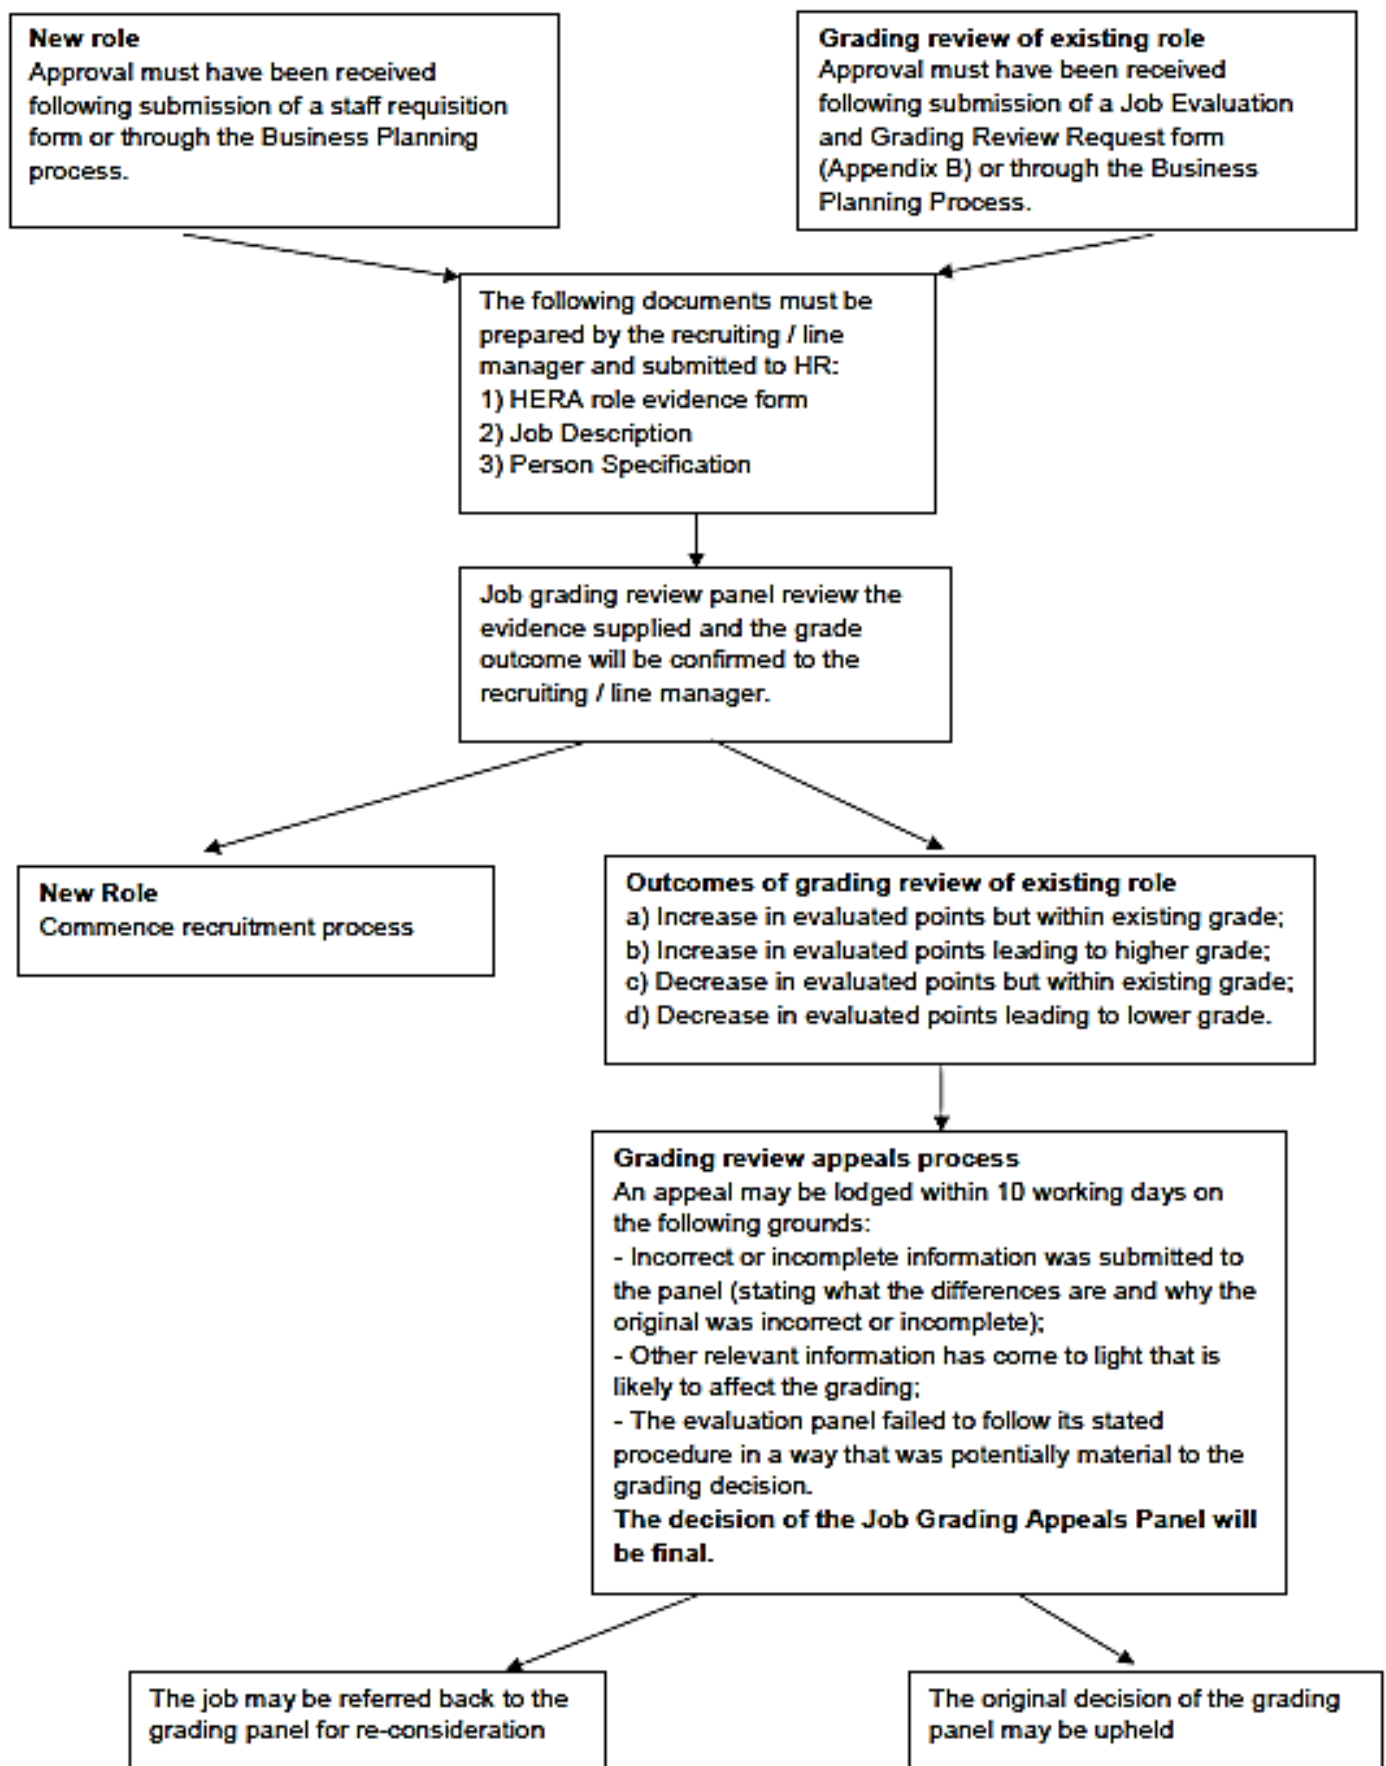 New role
Approval must have been received
following submission of a staff requisition
form or through the Business Planning
process.
Grading review of existing role
Approval must have been received
following submission of a Job Evaluation
and Grading Review Request form
(Appendix B) or through the Business
Planning Process.
The following documents must be
prepared by the recruiting / line
manager and submitted to HR:
1) HERA role evidence form
2) Job Description
3) Person Specification
Job grading review panel review the
evidence supplied and the grade
outcome will be confirmed to the
recruiting / line manager.
New Role
Commence recruitment process
Outcomes of grading review of existing role
a) Increase in evaluated points but within existing grade;
b) Increase in evaluated points leading to higher grade;
c) Decrease in evaluated points but within existing grade;
d) Decrease in evaluated points leading to lower grade.
Grading review appeals process
An appeal may be lodged within 10 working days on
the following grounds:
- Incorrect or incomplete information was submitted to
the panel (stating what the differences are and why the
original was incorrect or incomplete);
- Other relevant information has come to light that is
likely to affect the grading;
- The evaluation panel failed to follow its stated
procedure in a way that was potentially material to the
grading decision.
The decision of the Job Grading Appeals Panel will
be final.
The job may be referred back to the
grading panel for re-consideration
The original decision of the grading
panel may be upheld